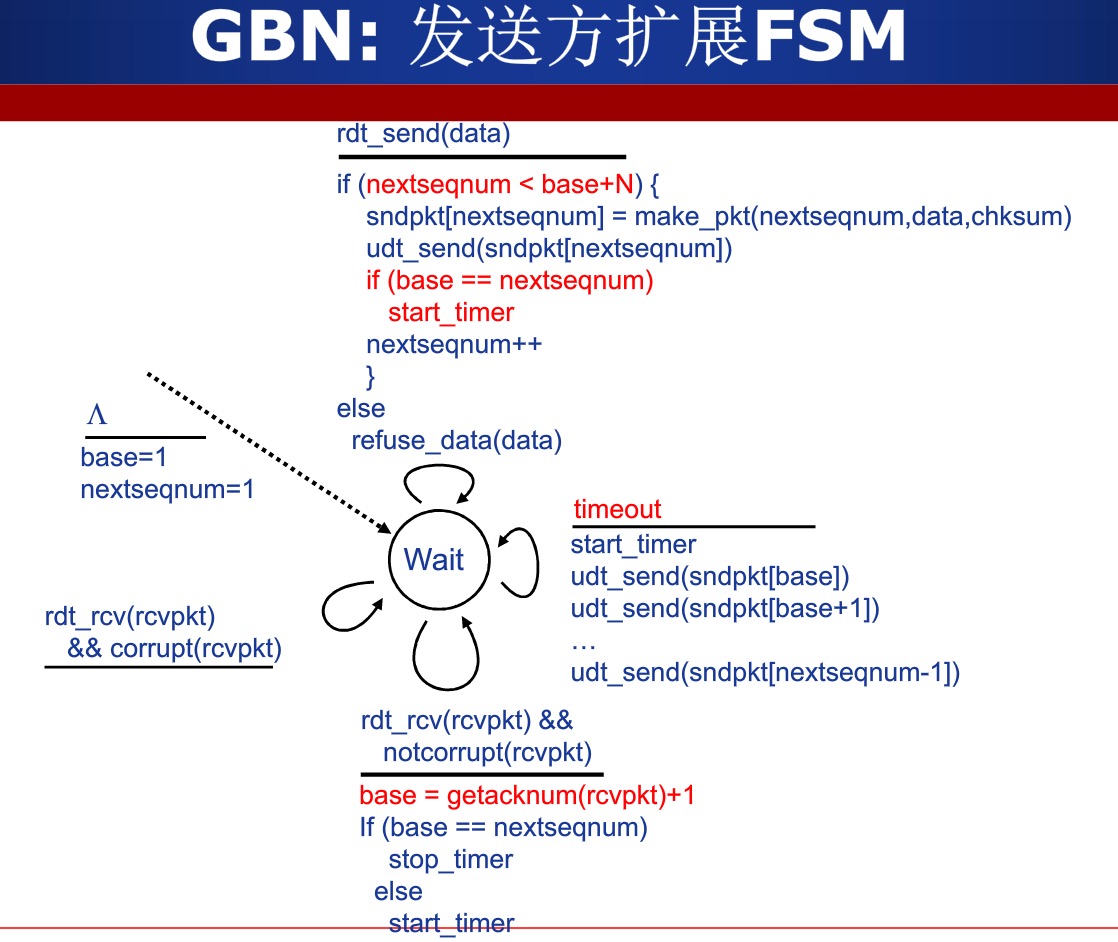 GBN: 发送方扩展FSM
rdt_send(data)
if (nextseqnum < base+N) {
sndpkt[nextseqnum] = make_pkt(nextseqnum,data,chksum)
udt_send(sndpkt[nextseqnum])
if (base == nextseqnum)
start_timer
nextseqnum++
}
else
refuse_data(data)
Λ
base=1
nextseqnum=1
Wait
timeout
start_timer
udt_send(sndpkt[base])
udt_send(sndpkt[base+1])
…
udt_send(sndpkt[nextseqnum-1])
rdt_rcv(rcvpkt)
&& corrupt(rcvpkt)
rdt_rcv(rcvpkt) &&
notcorrupt(rcvpkt)
base = getacknum(rcvpkt)+1
If (base == nextseqnum)
stop_timer
else
start_timer